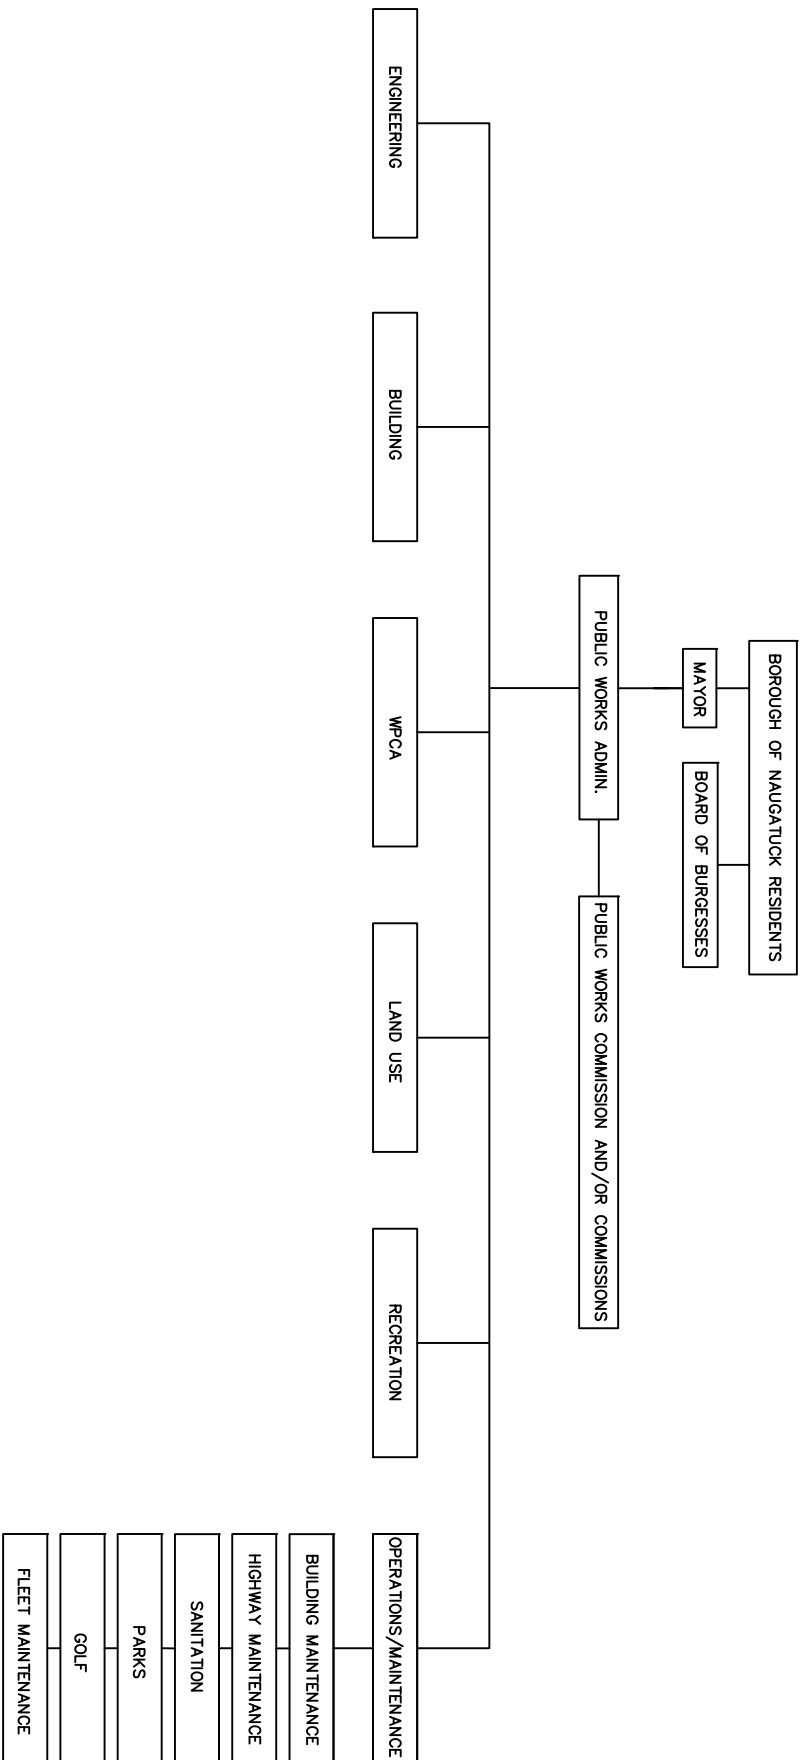 BOROUGH OF NAUGATUCK RESIDENTS
MAYOR
BOARD OF BURGESSES
PUBLIC WORKS ADMIN.
PUBLIC WORKS COMMISSION AND/OR COMMISSIONS
ENGINEERING
BUILDING
WPCA
LAND USE
RECREATION
OPERATIONS/MAINTENANCE
BUILDING MAINTENANCE
HIGHWAY MAINTENANCE
SANITATION
PARKS
GOLF
FLEET MAINTENANCE